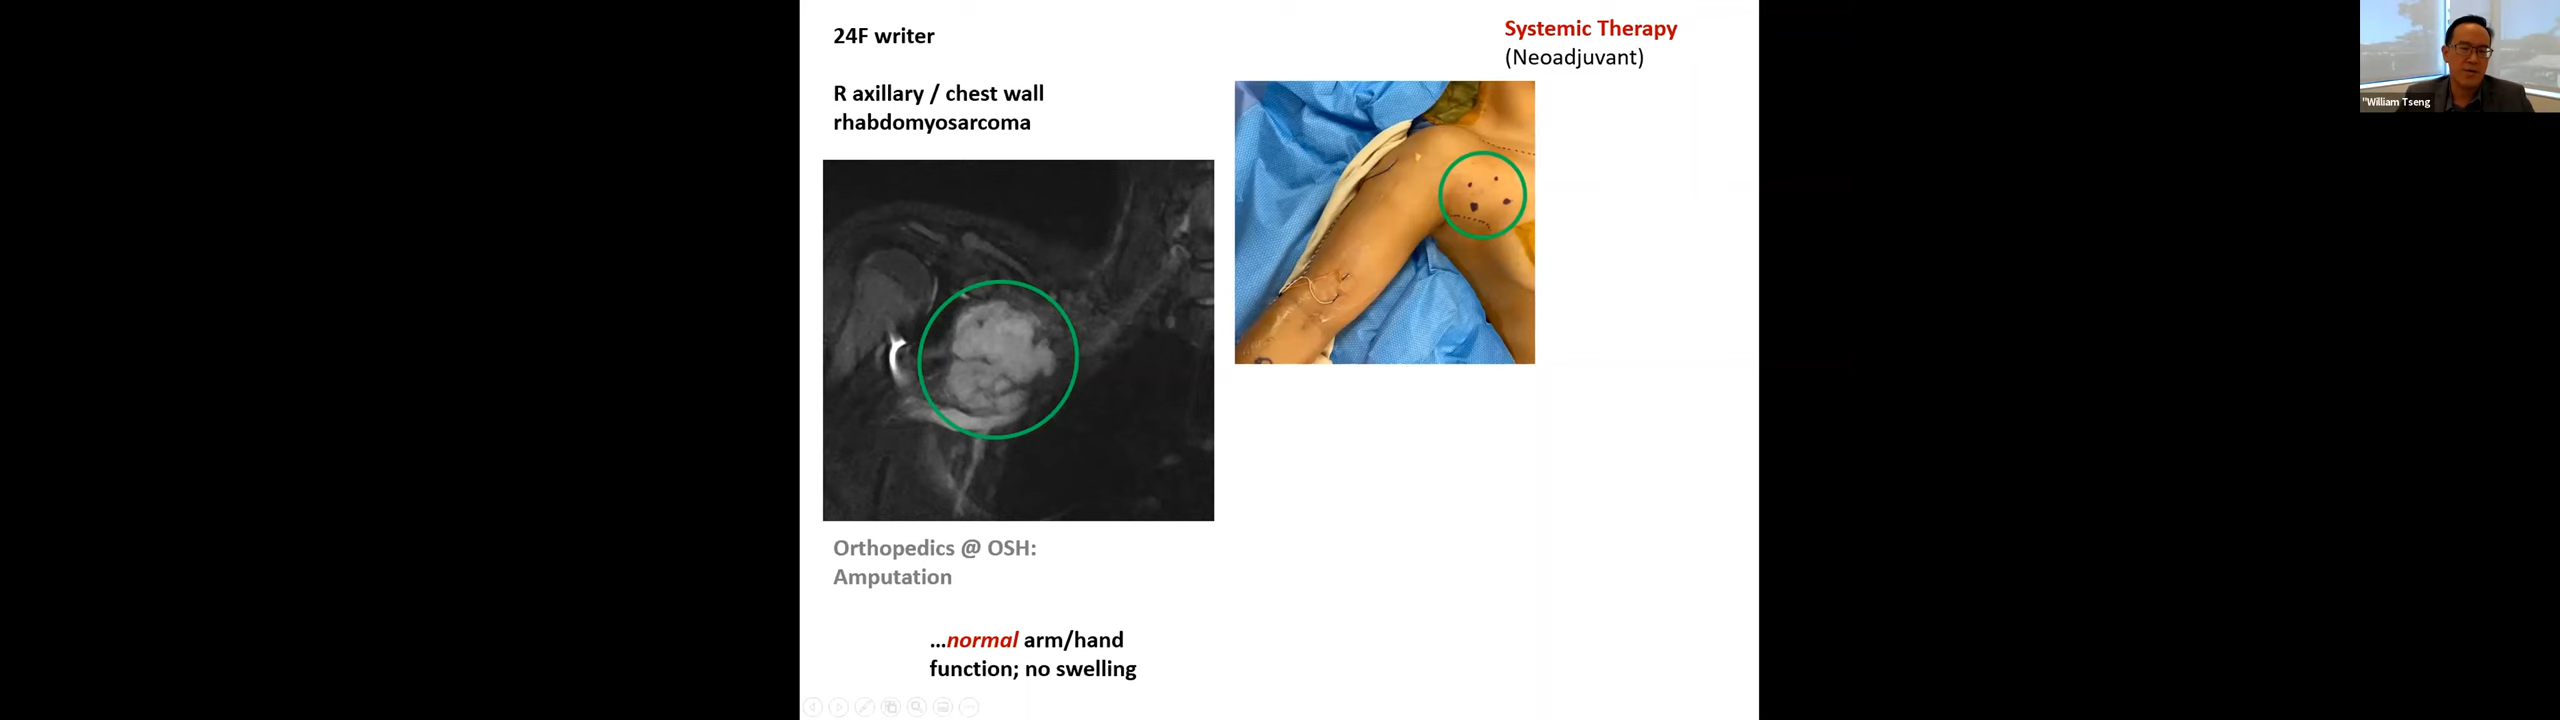 24F writer
R axillary / chest wall
rhabdomyosarcoma
Orthopedics @ OSH:
Amputation
...normal arm/hand
function; no swelling
Systemic Therapy
(Neoadjuvant)
"William Tseng